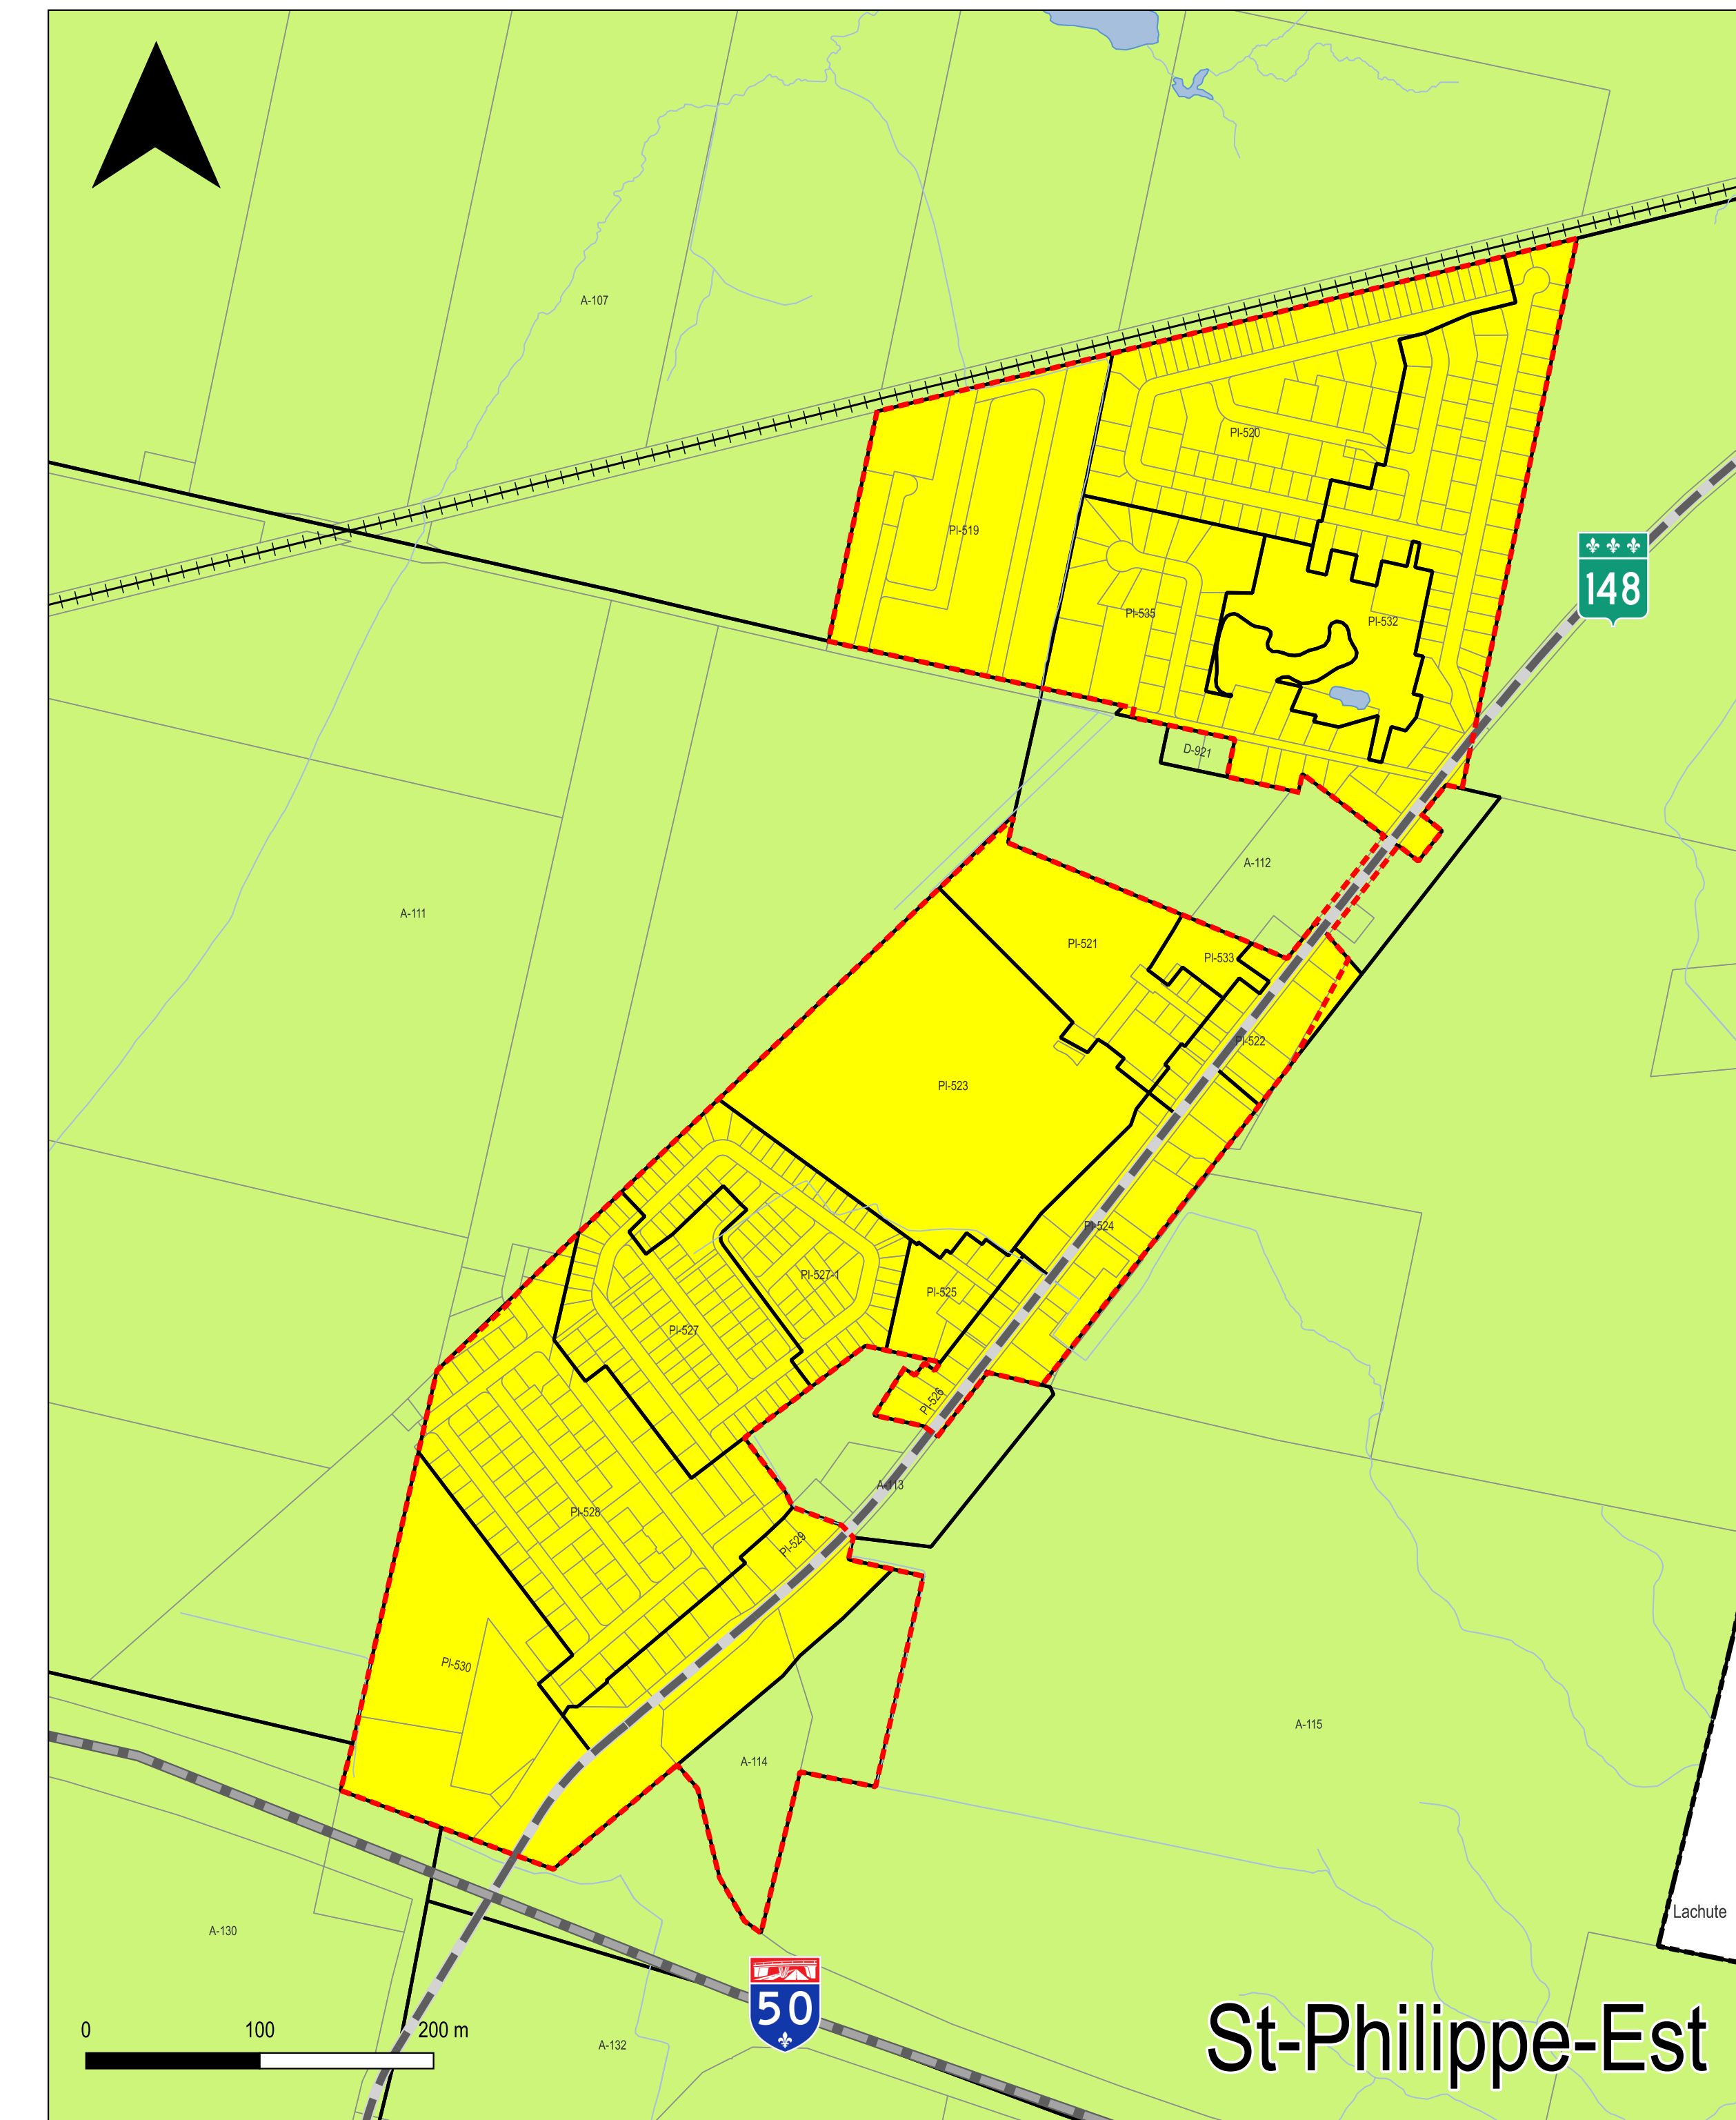 A-107
PI-520
PI-519
148
PI-535
PI-532
D-921
A-112
A-111
PI-521
PI-533
PI-522
PI-523
PI-524
PI-527-1
PI-525
PI-527
PI-526
A-113
PI-528
PI-529
PI-530
A-115
A-114
Lachute
A-130
50
0 100 200 m
A-132
St-Philippe-Est